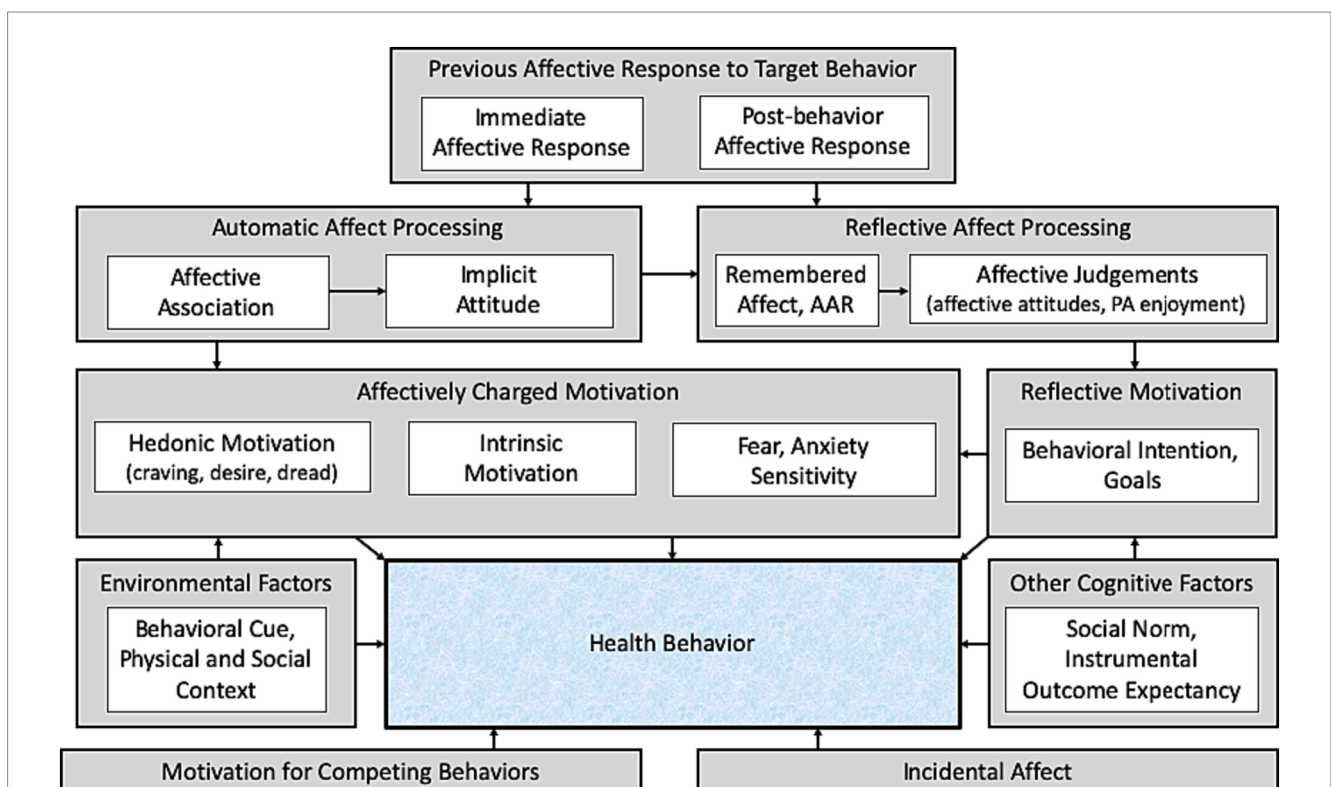 Previous Affective Response to Target Behavior
Immediate
Affective Response
Post-behavior
Affective Response
Automatic Affect Processing
Affective
Association
Implicit
Attitude
Reflective Affect Processing
Remembered
Affect, AAR
Affective Judgements
(affective attitudes, PA enjoyment)
Affectively Charged Motivation
Hedonic Motivation
(craving, desire, dread)
Intrinsic
Motivation
Fear, Anxiety
Sensitivity
Reflective Motivation
Behavioral Intention,
Goals
Environmental Factors
Behavioral Cue,
Physical and Social
Context
Health Behavior
Other Cognitive Factors
Social Norm,
Instrumental
Outcome Expectancy
Motivation for Competing Behaviors
Incidental Affect